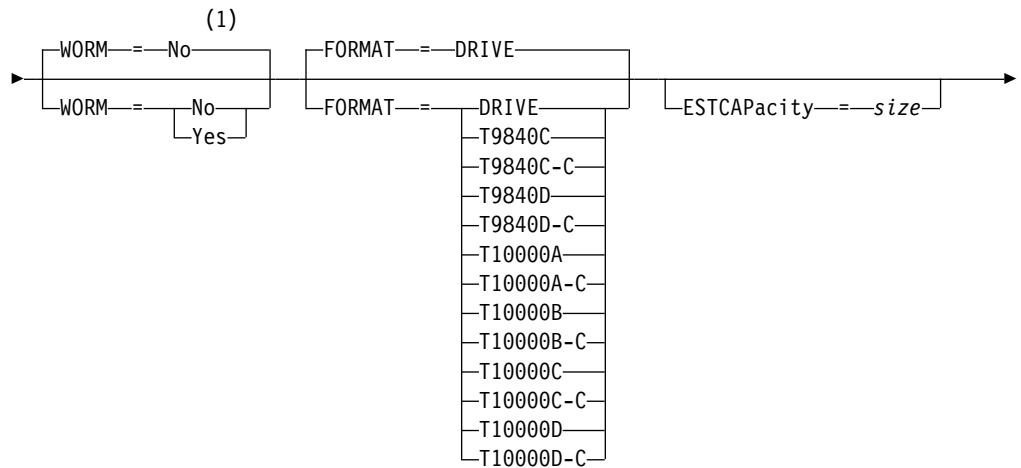 (1)
WORM = No FORMAT = DRIVE
WORM = No FORMAT = DRIVE ESTCAPacity = size
Yes T9840C
T9840C-C
T9840D
T9840D-C
T10000A
T10000A-C
T10000B
T10000B-C
T10000C
T10000C-C
T10000D
T10000D-C